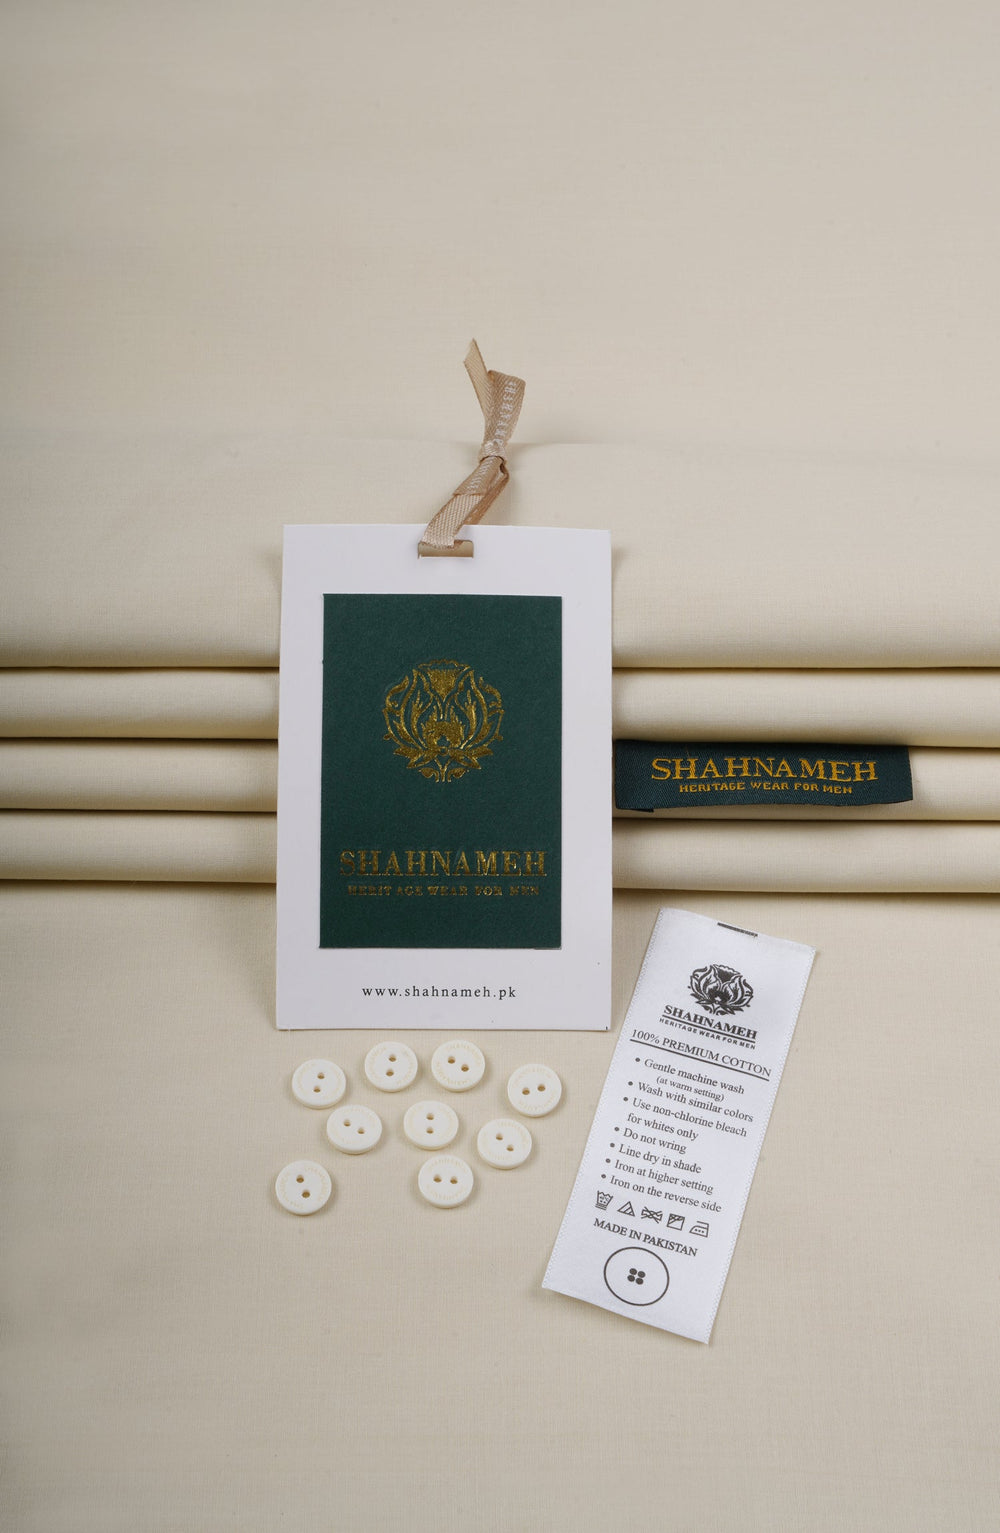 SHAHNAMEH
HERITAGE WEAR FOR MEN
www.shahnameh.pk
SHAHNAMEH
HERITAGE WEAR FOR MEN
SHAHNAMEH
HERITAGE WEAR FOR MEN
100% PREMIUM COTTON
• Gentle machine wash
(at warm setting)
• Wash with similar colors
• Use non-chlorine bleach
for whites only
• Do not wring
• Line dry in shade
• Iron at higher setting
• Iron on the reverse side
MADE IN PAKISTAN